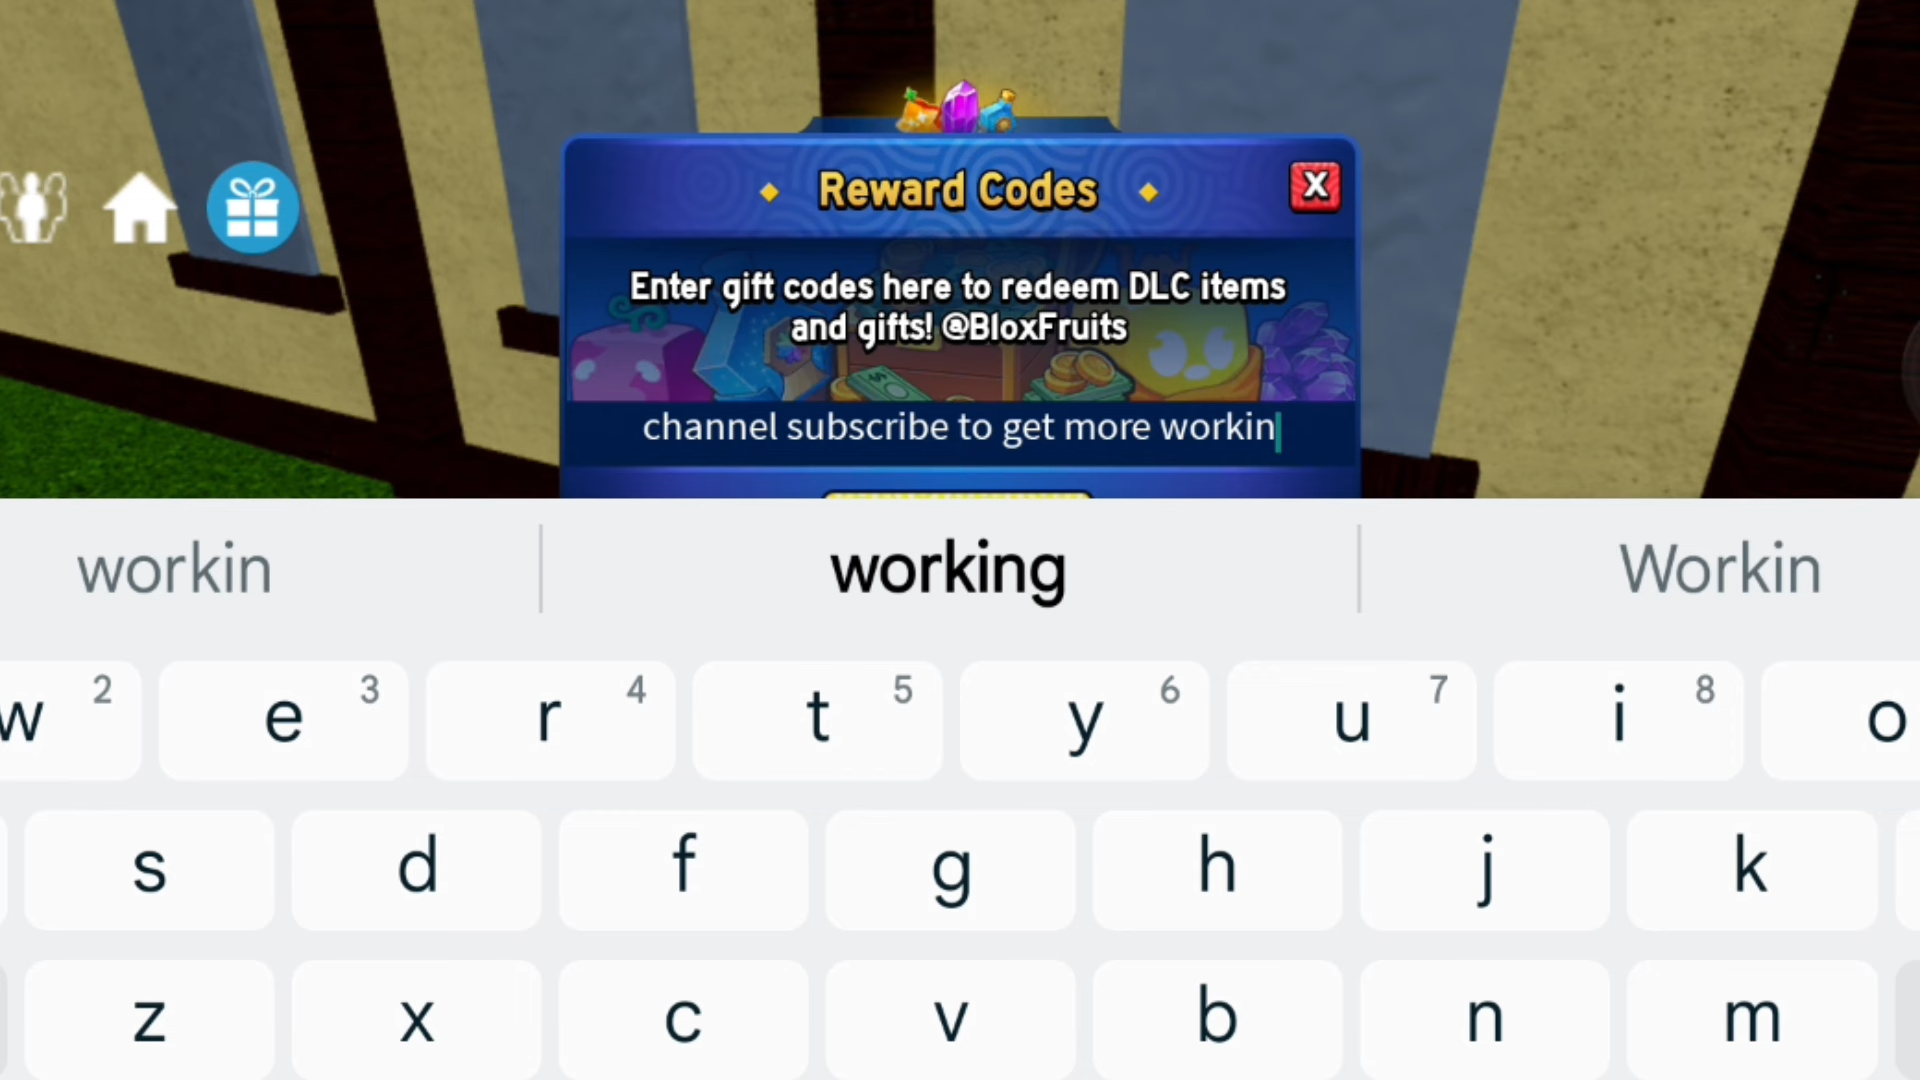 Reward Codes
X
Enter gift codes here to redeem DLC items
and gifts! @BloxFruits
channel subscribe to get more workin
workin working Workin
w 2 e 3 r 4 t 5 y 6 u 7 i 8 o
s d f g h j k
z x c v b n m